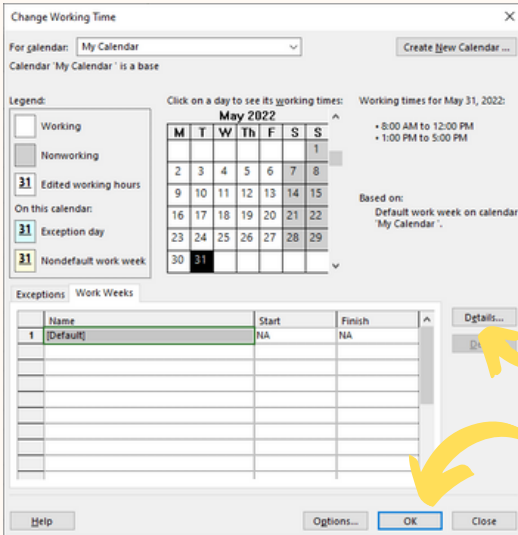 Change Working Time
For calendar: My Calendar
Create New Calendar ...
Calendar 'My Calendar ' is a base
Legend:
Working
Nonworking
31 Edited working hours
On this calendar:
31 Exception day
31 Nondefault work week
Click on a day to see its working times:
May 2022
M T W Th F S S
1
2 3 4 5 6 7 8
9 10 11 12 13 14 15
16 17 18 19 20 21 22
23 24 25 26 27 28 29
30 31
Working times for May 31, 2022:
• 8:00 AM to 12:00 PM
• 1:00 PM to 5:00 PM
Based on:
Default work week on calendar
'My Calendar '.
Exceptions Work Weeks
Name Start Finish
1 [Default] NA NA
Details...
Help Options... OK Close